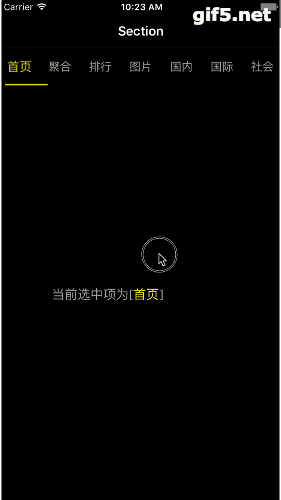 Carrier 10:23 AM
gif5.net
Section
首页 聚合 排行 图片 国内 国际 社会
当前选中项为[首页]